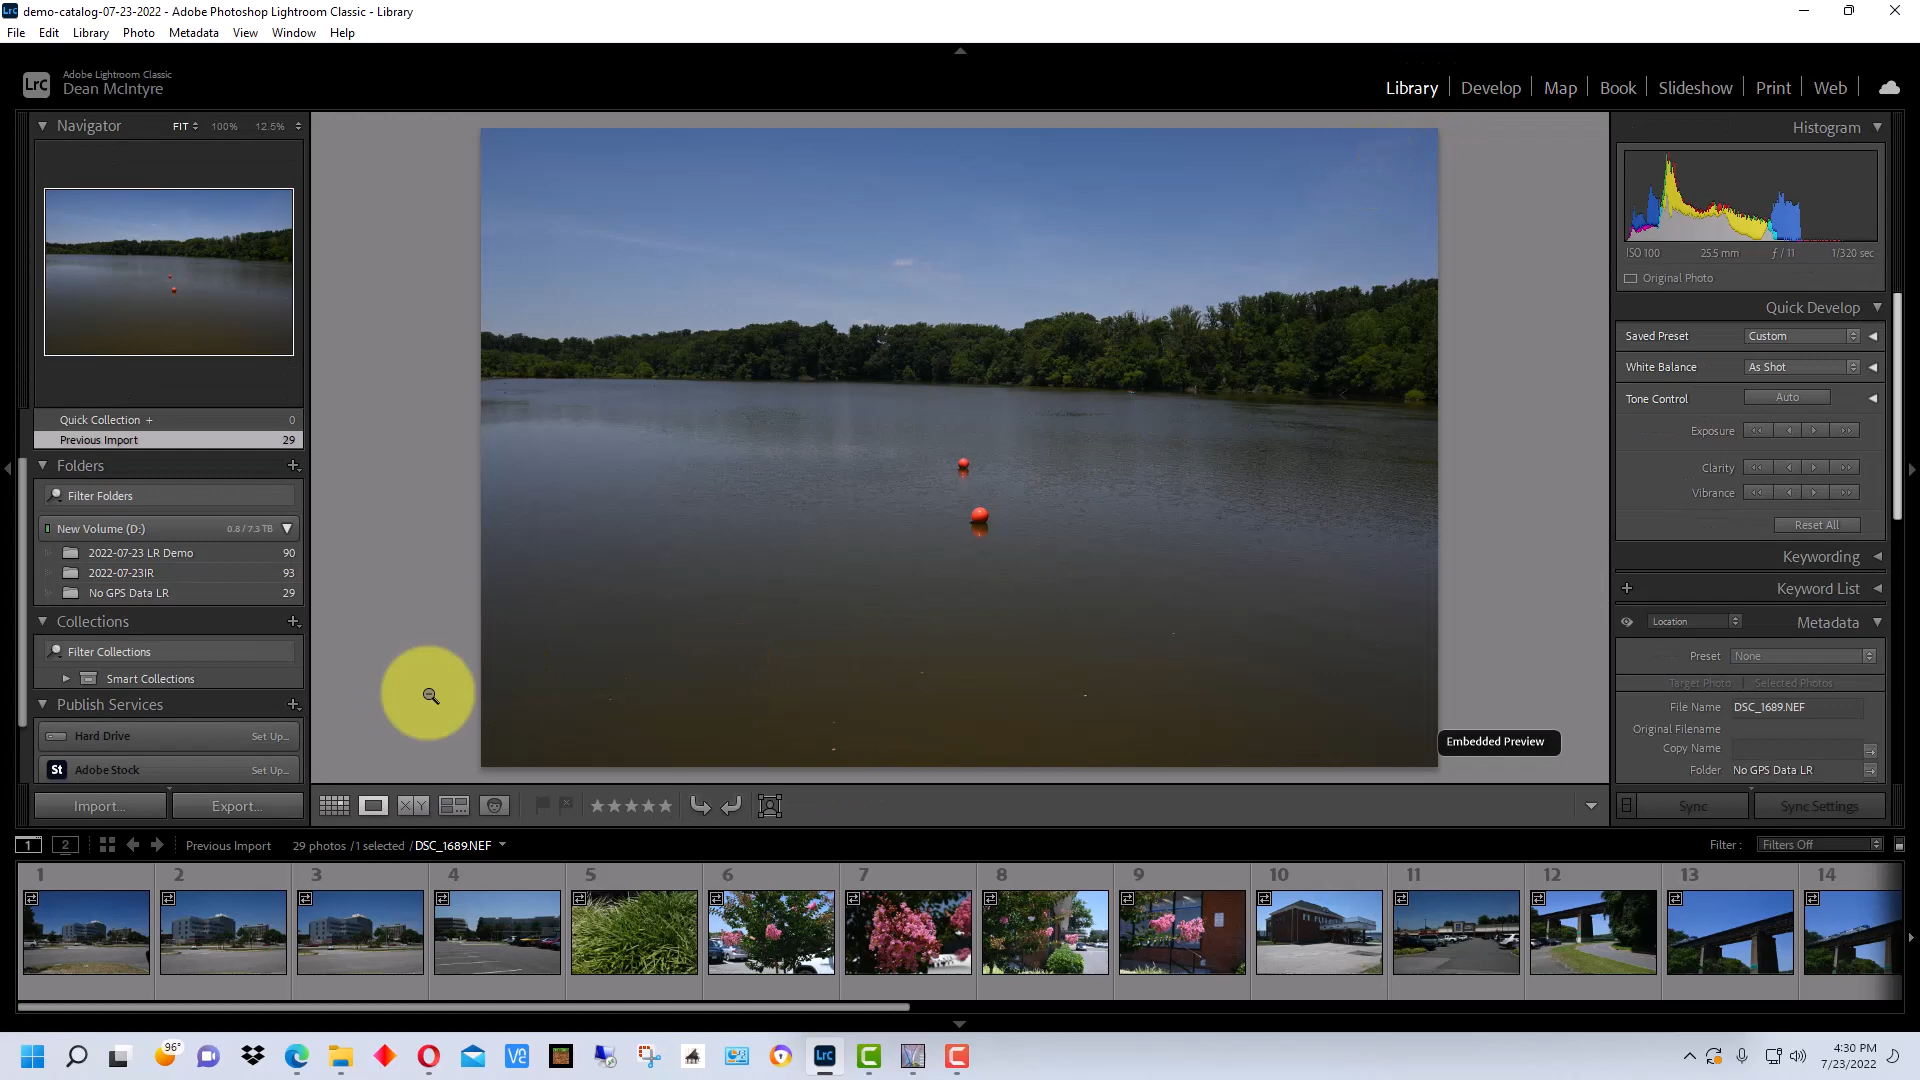 Lrc demo-catalog-07-23-2022 - Adobe Photoshop Lightroom Classic - Library
File Edit Library Photo Metadata View Window Help
LrC
Adobe Lightroom Classic
Dean McIntyre
Library Develop Map Book Slideshow Print Web
Navigator FIT 100% 12.5%
Quick Collection + 0
Previous Import 29
Folders
Filter Folders
New Volume (D:) 0.8 / 7.3 TB
2022-07-23 LR Demo 90
2022-07-23IR 93
No GPS Data LR 29
Collections
Filter Collections
Smart Collections
Publish Services
Hard Drive Set Up...
St Adobe Stock Set Up...
Import... Export...
Embedded Preview
Histogram
ISO 100 25.5 mm ƒ / 11 1/320 sec
Original Photo
Quick Develop
Saved Preset Custom
White Balance As Shot
Tone Control Auto
Exposure
Clarity
Vibrance
Reset All
Keywording
Keyword List
Location Metadata
Preset None
Target Photo Selected Photos
File Name DSC_1689.NEF
Original Filename
Copy Name
Folder No GPS Data LR
Sync Sync Settings
X Y
1 2 Previous Import 29 photos / 1 selected / DSC_1689.NEF Filter : Filters Off
1 2 3 4 5 6 7 8 9 10 11 12 13 14
96°
LrC
4:30 PM
7/23/2022